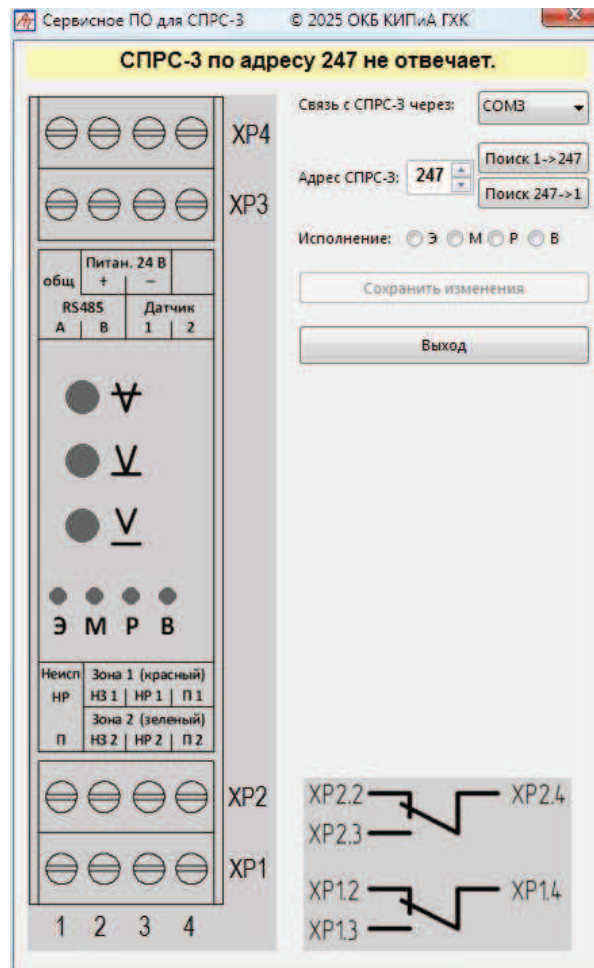 Сервисное ПО для СПРС-3 © 2025 ОКБ КИПиА ГХК
СПРС-3 по адресу 247 не отвечает.
Связь с СПРС-3 через: COM3
Адрес СПРС-3: 247
Поиск 1->247
Поиск 247->1
Исполнение: Э М Р В
Сохранить изменения
Выход
XP4
XP3
Питан. 24 В
общ + −
RS485 Датчик
A B 1 2
Э М Р В
Неисп Зона 1 (красный)
НР НЗ 1 НР 1 П 1
Зона 2 (зеленый)
П НЗ 2 НР 2 П 2
XP2
XP1
1 2 3 4
XP2.2 XP2.4
XP2.3
XP1.2 XP1.4
XP1.3